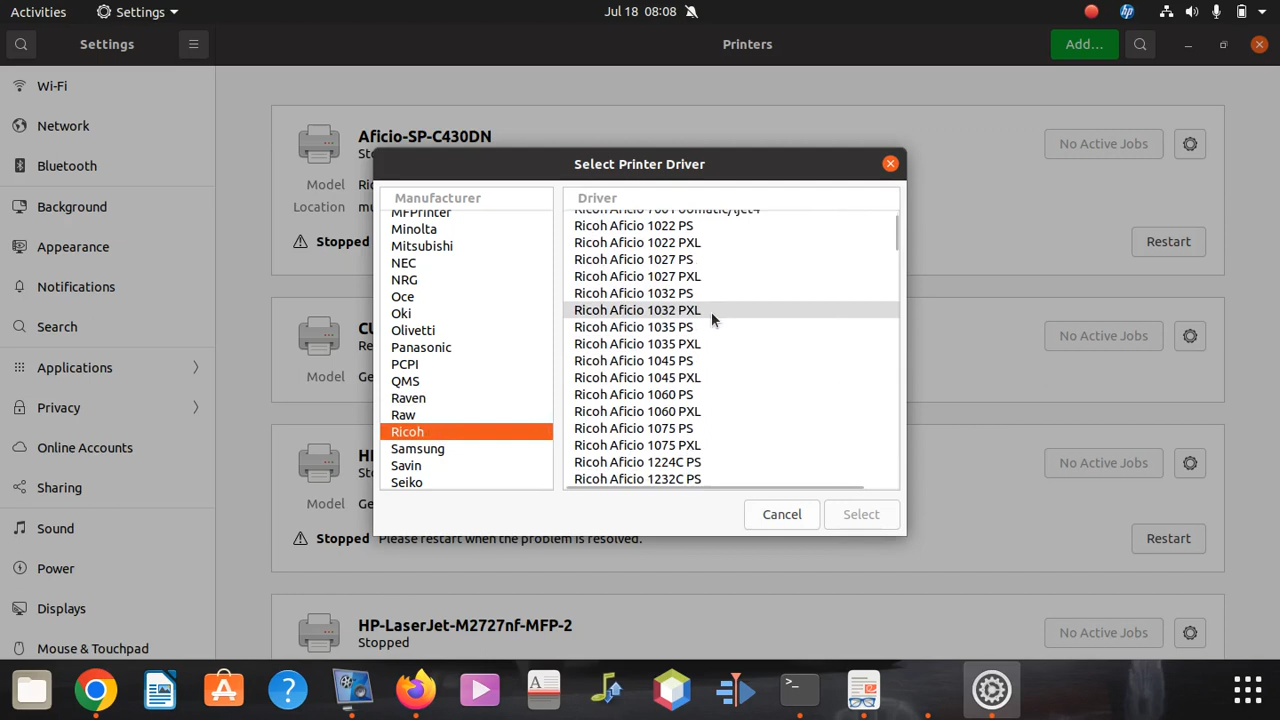 Activities
Settings
Jul 18 08:08
Settings
Printers
Add...
Wi-Fi
Network
Bluetooth
Background
Appearance
Notifications
Search
Applications
Privacy
Online Accounts
Sharing
Sound
Power
Displays
Mouse & Touchpad
Aficio-SP-C430DN
No Active Jobs
Model
Location
Stopped
Restart
No Active Jobs
Model
No Active Jobs
Model
Stopped Please restart when the problem is resolved.
Restart
HP-LaserJet-M2727nf-MFP-2
Stopped
No Active Jobs
Select Printer Driver
Manufacturer
MFPrinter
Minolta
Mitsubishi
NEC
NRG
Oce
Oki
Olivetti
Panasonic
PCPI
QMS
Raven
Raw
Ricoh
Samsung
Savin
Seiko
Driver
Ricoh Aficio 1022 PS
Ricoh Aficio 1022 PXL
Ricoh Aficio 1027 PS
Ricoh Aficio 1027 PXL
Ricoh Aficio 1032 PS
Ricoh Aficio 1032 PXL
Ricoh Aficio 1035 PS
Ricoh Aficio 1035 PXL
Ricoh Aficio 1045 PS
Ricoh Aficio 1045 PXL
Ricoh Aficio 1060 PS
Ricoh Aficio 1060 PXL
Ricoh Aficio 1075 PS
Ricoh Aficio 1075 PXL
Ricoh Aficio 1224C PS
Ricoh Aficio 1232C PS
Cancel
Select